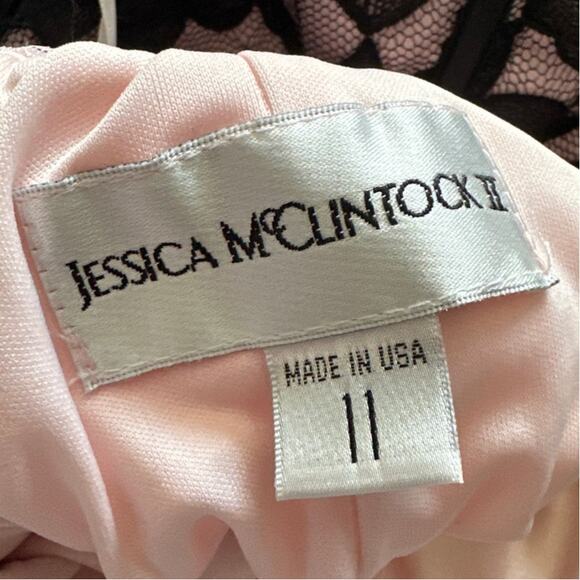 JESSICA McCLINTOCK II
MADE IN USA
11